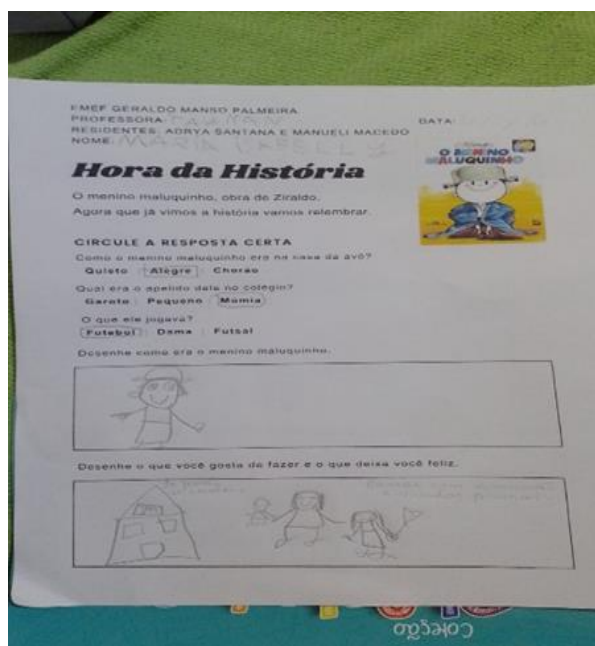 EMEF GERALDO MANSO PALMEIRA
PROFESSORA: TAYNAN
DATA:
RESIDENTES: ADRYA SANTANA E MANUELI MACEDO
NOME: MARIA
O MENINO
MALUQUINHO
Hora da História
O menino maluquinho, obra de Ziraldo.
Agora que já vimos a história vamos relembrar.
CIRCULE A RESPOSTA CERTA
Como o menino maluquinho era na casa da avó?
Quieto Alegre Chorão
Qual era o apelido dele no colégio?
Garoto Pequeno Múmia
O que ele jogava?
Futebol Dama Futsal
Desenhe como era o menino maluquinho.
Desenhe o que você gosta de fazer e o que deixa você feliz.
Coleção